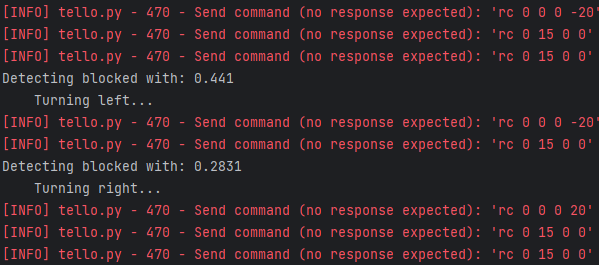 [INFO] tello.py - 470 - Send command (no response expected): 'rc 0 0 0 -20'
[INFO] tello.py - 470 - Send command (no response expected): 'rc 0 15 0 0'
[INFO] tello.py - 470 - Send command (no response expected): 'rc 0 15 0 0'
Detecting blocked with: 0.441
    Turning left...
[INFO] tello.py - 470 - Send command (no response expected): 'rc 0 0 0 -20'
[INFO] tello.py - 470 - Send command (no response expected): 'rc 0 15 0 0'
Detecting blocked with: 0.2831
    Turning right...
[INFO] tello.py - 470 - Send command (no response expected): 'rc 0 0 0 20'
[INFO] tello.py - 470 - Send command (no response expected): 'rc 0 15 0 0'
[INFO] tello.py - 470 - Send command (no response expected): 'rc 0 15 0 0'